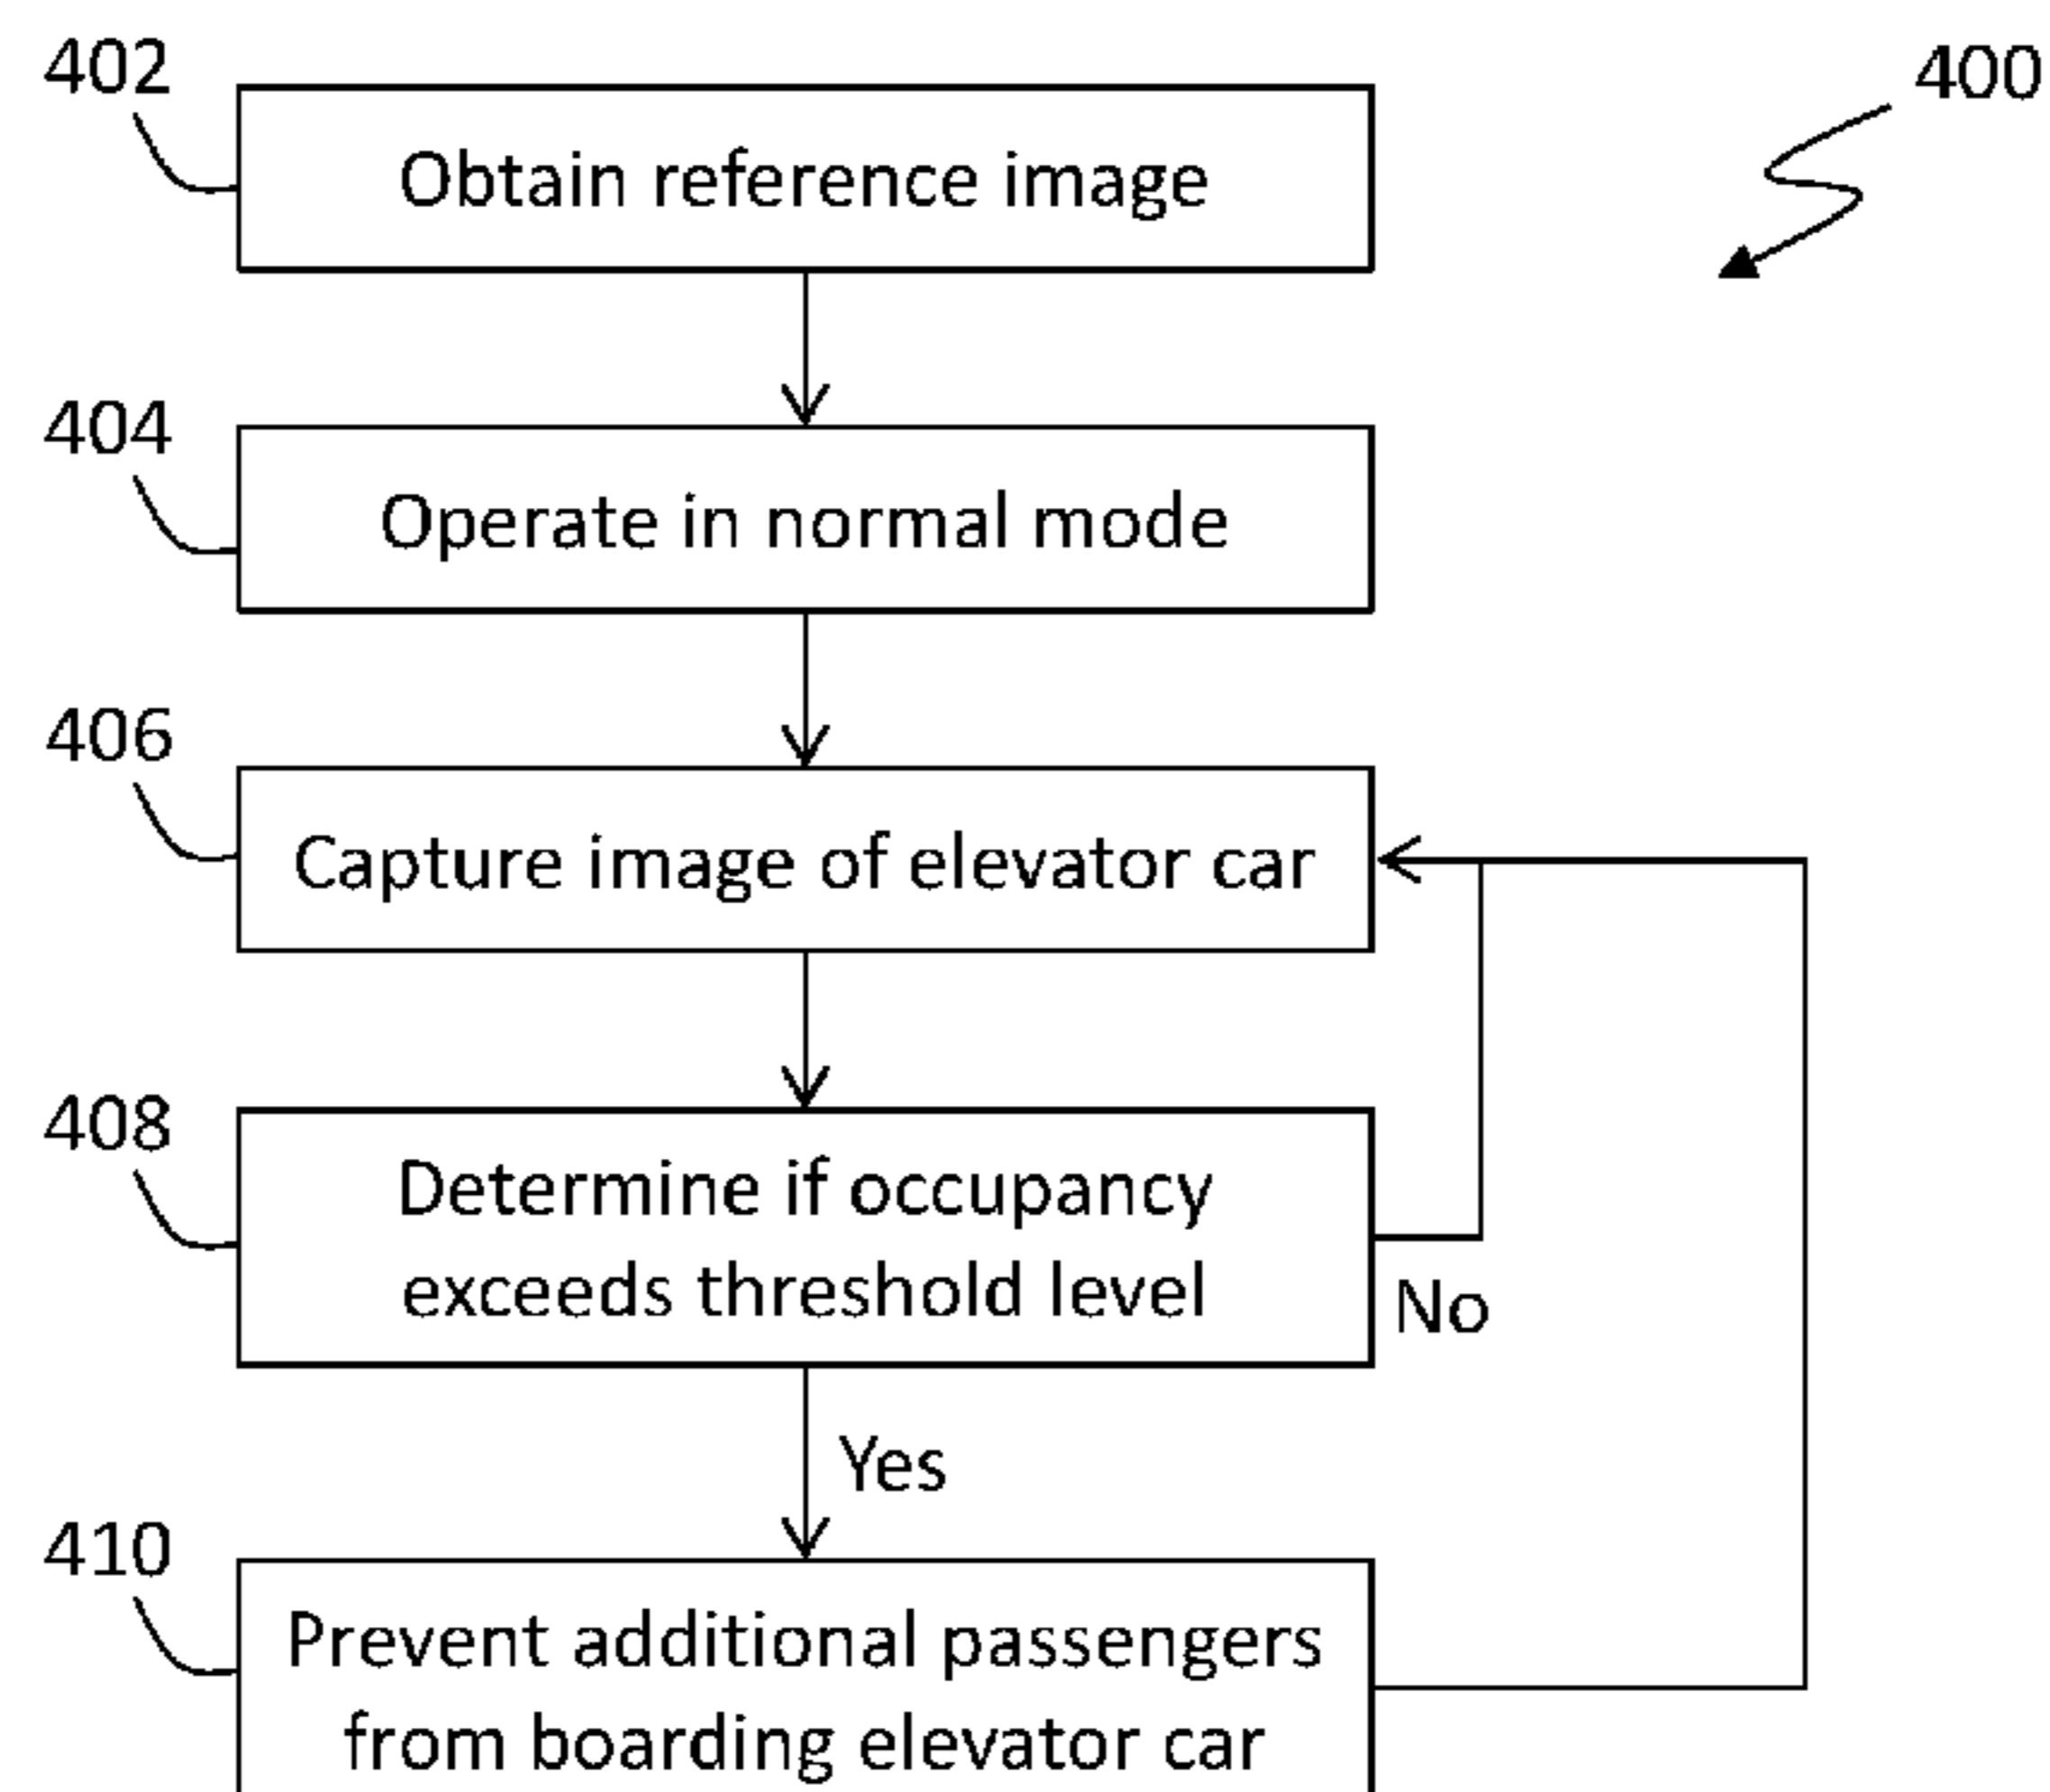 402
400
Obtain reference image
404
Operate in normal mode
406
Capture image of elevator car
408
Determine if occupancy
exceeds threshold level
No
Yes
410
Prevent additional passengers
from boarding elevator car